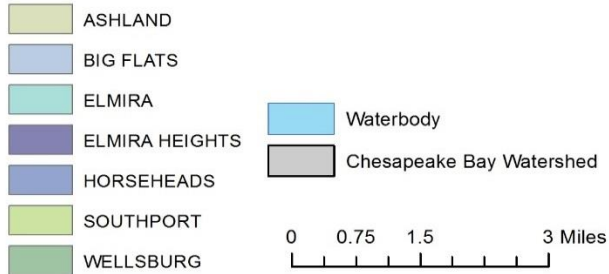 ASHLAND
BIG FLATS
ELMIRA
ELMIRA HEIGHTS
HORSEHEADS
SOUTHPORT
WELLSBURG
Waterbody
Chesapeake Bay Watershed
0 0.75 1.5 3 Miles